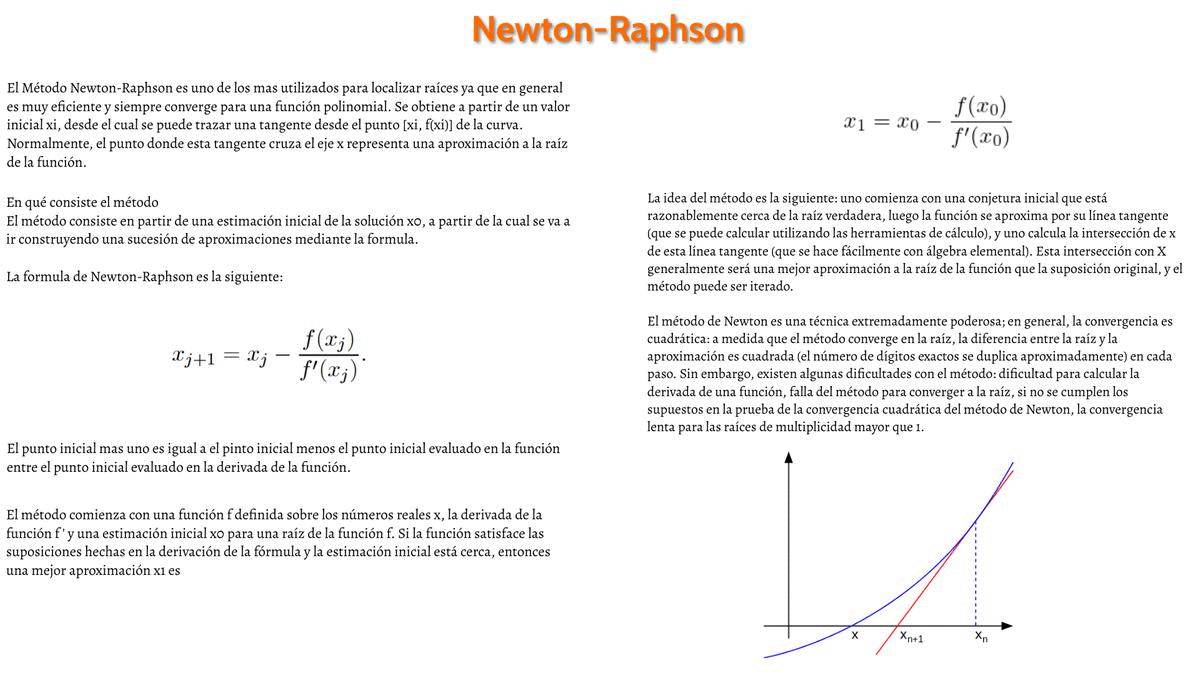 Newton-Raphson
El Método Newton-Raphson es uno de los mas utilizados para localizar raíces ya que en general
es muy eficiente y siempre converge para una función polinomial. Se obtiene a partir de un valor
inicial xi, desde el cual se puede trazar una tangente desde el punto [xi, f(xi)] de la curva.
Normalmente, el punto donde esta tangente cruza el eje x representa una aproximación a la raíz
de la función.
En qué consiste el método
El método consiste en partir de una estimación inicial de la solución x0, a partir de la cual se va a
ir construyendo una sucesión de aproximaciones mediante la formula.
La formula de Newton-Raphson es la siguiente:
x_{j+1} = x_j − f(x_j) / f'(x_j).
El punto inicial mas uno es igual a el pinto inicial menos el punto inicial evaluado en la función
entre el punto inicial evaluado en la derivada de la función.
El método comienza con una función f definida sobre los números reales x, la derivada de la
función f ' y una estimación inicial x0 para una raíz de la función f. Si la función satisface las
suposiciones hechas en la derivación de la fórmula y la estimación inicial está cerca, entonces
una mejor aproximación x1 es
x_1 = x_0 − f(x_0) / f'(x_0)
La idea del método es la siguiente: uno comienza con una conjetura inicial que está
razonablemente cerca de la raíz verdadera, luego la función se aproxima por su línea tangente
(que se puede calcular utilizando las herramientas de cálculo), y uno calcula la intersección de x
de esta línea tangente (que se hace fácilmente con álgebra elemental). Esta intersección con X
generalmente será una mejor aproximación a la raíz de la función que la suposición original, y el
método puede ser iterado.
El método de Newton es una técnica extremadamente poderosa; en general, la convergencia es
cuadrática: a medida que el método converge en la raíz, la diferencia entre la raíz y la
aproximación es cuadrada (el número de dígitos exactos se duplica aproximadamente) en cada
paso. Sin embargo, existen algunas dificultades con el método: dificultad para calcular la
derivada de una función, falla del método para converger a la raíz, si no se cumplen los
supuestos en la prueba de la convergencia cuadrática del método de Newton, la convergencia
lenta para las raíces de multiplicidad mayor que 1.
x x_{n+1} x_n